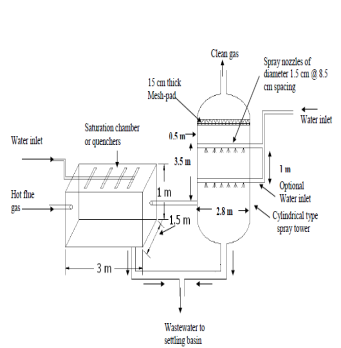 Clean gas
Spray nozzles of
diameter 1.5 cm @ 8.5
cm spacing
15 cm thick
Mesh-pad
Water inlet
Saturation chamber
or quenchers
Water inlet
0.5 m
3.5 m
1 m
Hot flue
gas
1 m
Optional
Water inlet
2.8 m
1.5 m
Cylindrical type
spray tower
3 m
Wastewater to
settling basin